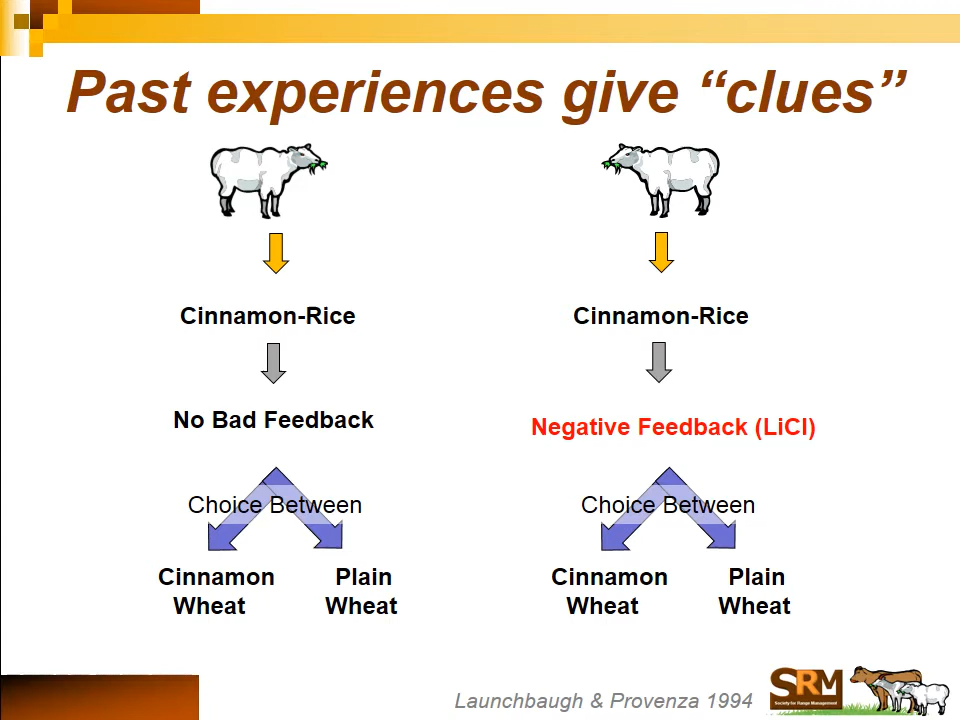 Past experiences give “clues”
Cinnamon-Rice
No Bad Feedback
Choice Between
Cinnamon
Wheat
Plain
Wheat
Cinnamon-Rice
Negative Feedback (LiCl)
Choice Between
Cinnamon
Wheat
Plain
Wheat
Launchbaugh & Provenza 1994
SRM
Society for Range Management